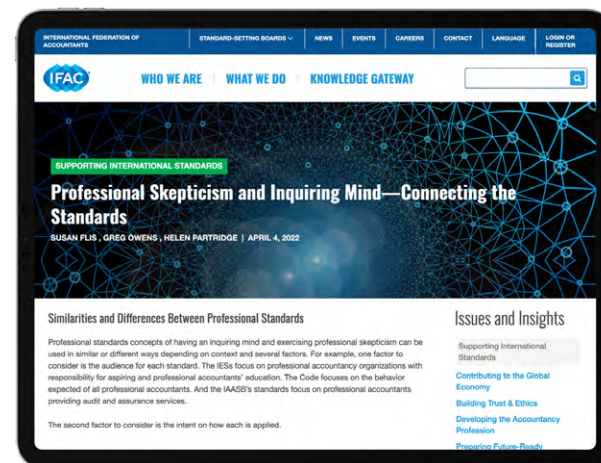 INTERNATIONAL FEDERATION OF
ACCOUNTANTS
STANDARD-SETTING BOARDS
NEWS
EVENTS
CAREERS
CONTACT
LANGUAGE
LOGIN OR
REGISTER
IFAC
WHO WE ARE
WHAT WE DO
KNOWLEDGE GATEWAY
SUPPORTING INTERNATIONAL STANDARDS
Professional Skepticism and Inquiring Mind—Connecting the
Standards
SUSAN FLIS , GREG OWENS , HELEN PARTRIDGE | APRIL 4, 2022
Similarities and Differences Between Professional Standards
Professional standards concepts of having an inquiring mind and exercising professional skepticism can be
used in similar or different ways depending on context and several factors. For example, one factor to
consider is the audience for each standard. The IESs focus on professional accountancy organizations with
responsibility for aspiring and professional accountants' education. The Code focuses on the behavior
expected of all professional accountants. And the IAASB's standards focus on professional accountants
providing audit and assurance services.
The second factor to consider is the intent on how each is applied.
Issues and Insights
Supporting International
Standards
Contributing to the Global
Economy
Building Trust & Ethics
Developing the Accountancy
Profession
Preparing Future-Ready